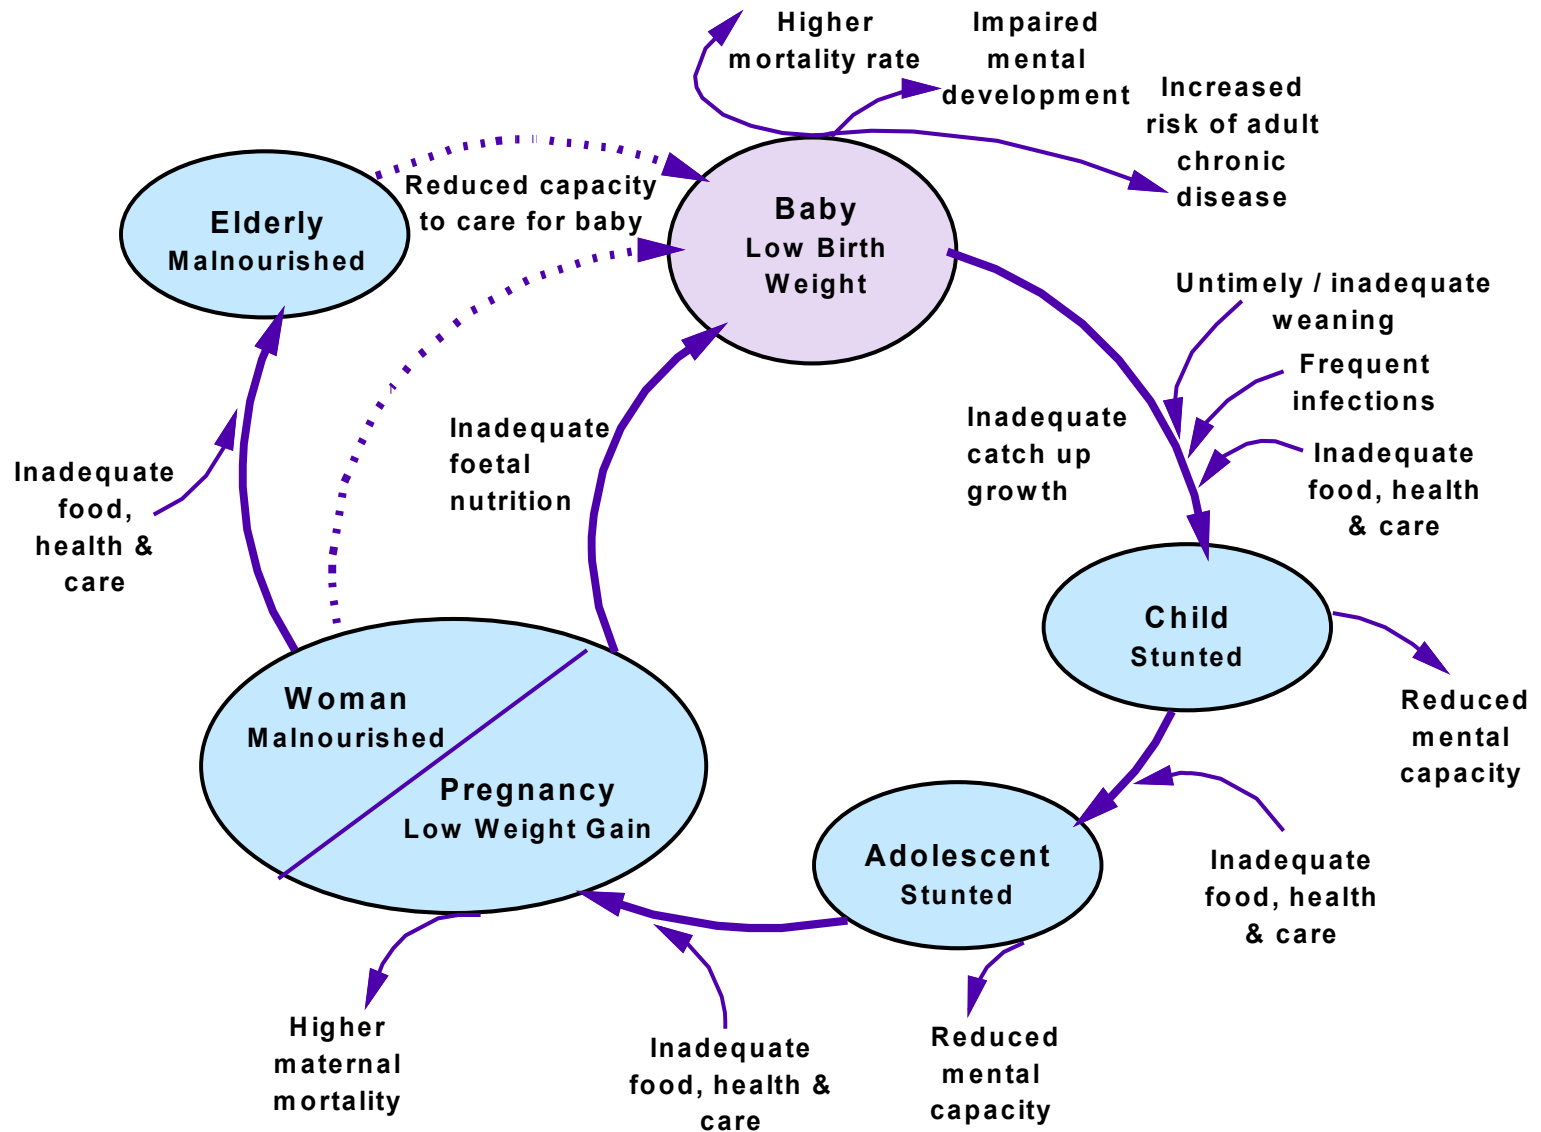 Higher
mortality rate
Impaired
mental
development
Increased
risk of adult
chronic
disease
Reduced capacity
to care for baby
Elderly
Malnourished
Baby
Low Birth
Weight
Untimely / inadequate
weaning
Frequent
infections
Inadequate
food, health
& care
Inadequate
catch up
growth
Inadequate
foetal
nutrition
Inadequate
food,
health &
care
Child
Stunted
Reduced
mental
capacity
Woman
Malnourished
Pregnancy
Low Weight Gain
Adolescent
Stunted
Inadequate
food, health
& care
Higher
maternal
mortality
Inadequate
food, health &
care
Reduced
mental
capacity